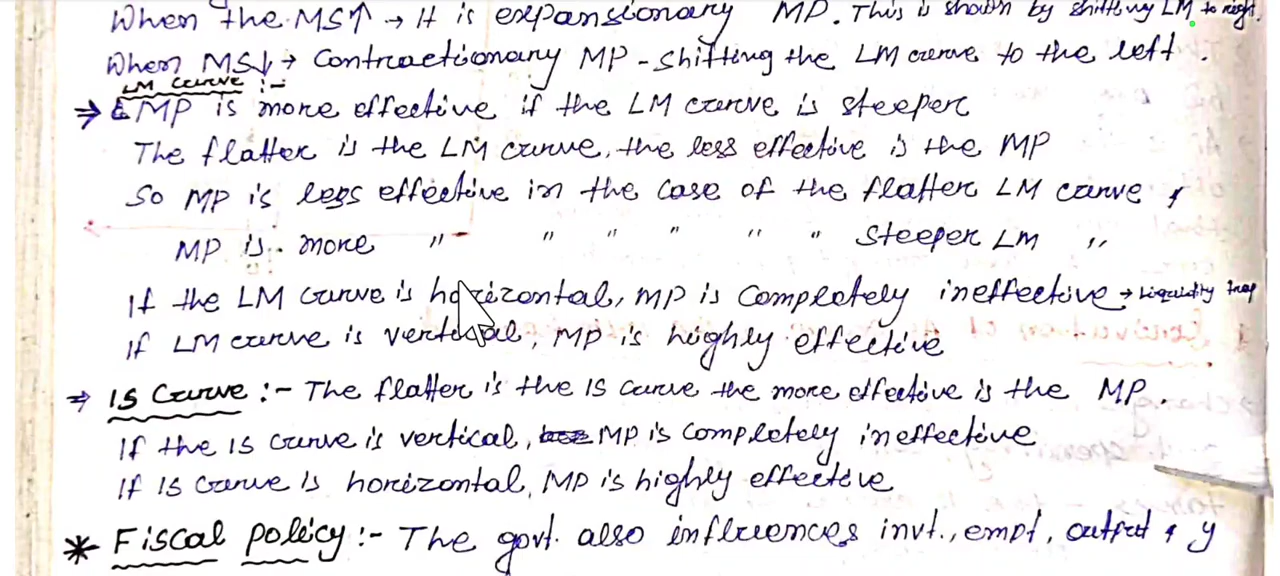 When the MS↑ → It is expansionary MP. This is shown by shifting LM to right.
When MS↓ → Contractionary MP - shifting the LM curve to the left.
LM curve :-
⇒ MP is more effective if the LM curve is steeper
The flatter is the LM curve, the less effective is the MP
So MP is less effective in the case of the flatter LM curve &
MP is more " " " " " " steeper LM "
If the LM curve is horizontal, MP is completely ineffective → Liquidity trap
If LM curve is vertical, MP is highly effective
⇒ IS Curve :- The flatter is the IS curve the more effective is the MP.
If the IS curve is vertical, MP is completely ineffective
If IS curve is horizontal, MP is highly effective
* Fiscal policy :- The govt. also influences invt., empt, output & y